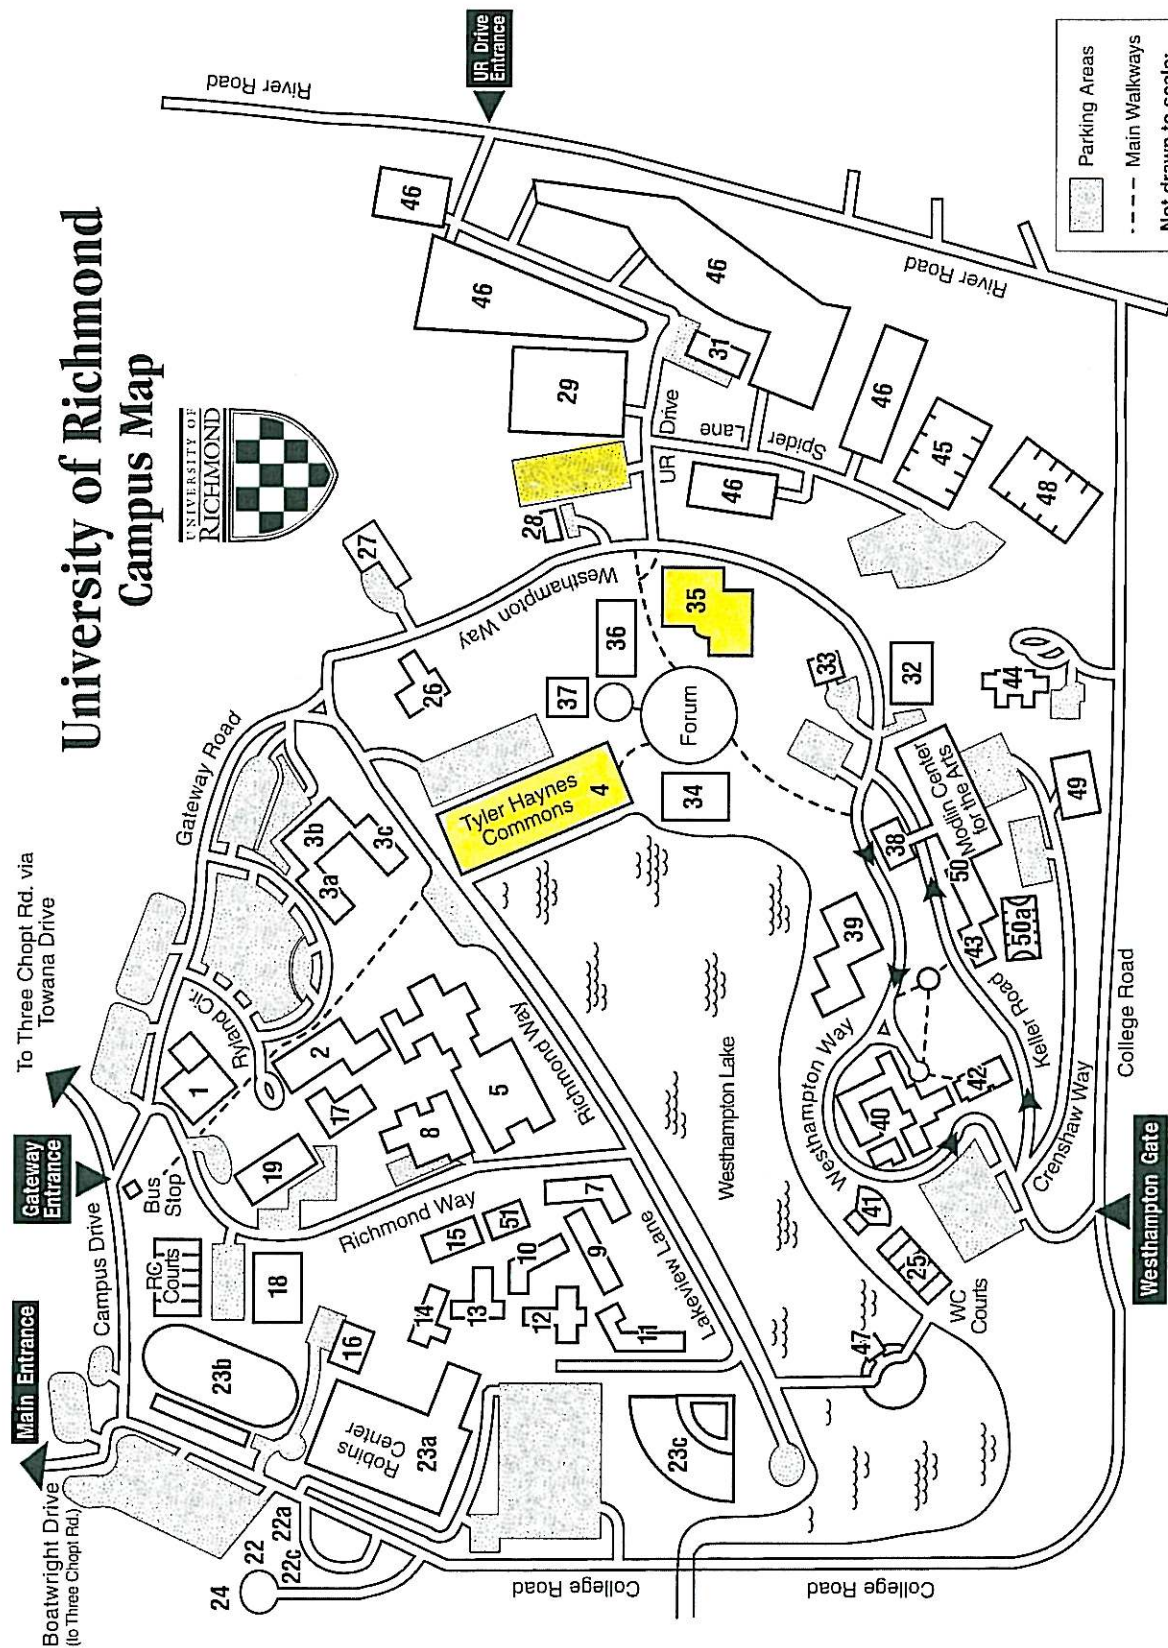 University of Richmond
Campus Map
UNIVERSITY OF
RICHMOND
UR Drive
Entrance
River Road
River Road
Parking Areas
Main Walkways
46
46
46
46
46
29
31
45
48
UR
Drive
Spider
Lane
28
27
Westhampton Way
26
36
35
37
Forum
34
33
32
44
Tyler Haynes
Commons
4
To Three Chopt Rd. via
Towana Drive
Gateway Road
3b
3a
3c
Ryland Cir.
Gateway
Entrance
Bus
Stop
1
2
17
19
8
5
Richmond Way
Richmond Way
Main Entrance
Campus Drive
RC
Courts
18
15
51
7
10
9
14
13
12
11
16
Lakeview Lane
23b
Robins
Center
23a
23c
Boatwright Drive
(to Three Chopt Rd.)
24
22
22a
22c
College Road
College Road
College Road
Westhampton Lake
Westhampton Way
38
39
50
Modlin Center
for the Arts
49
50a
43
40
42
41
25
WC
Courts
47
Keller Road
Crenshaw Way
Westhampton Gate